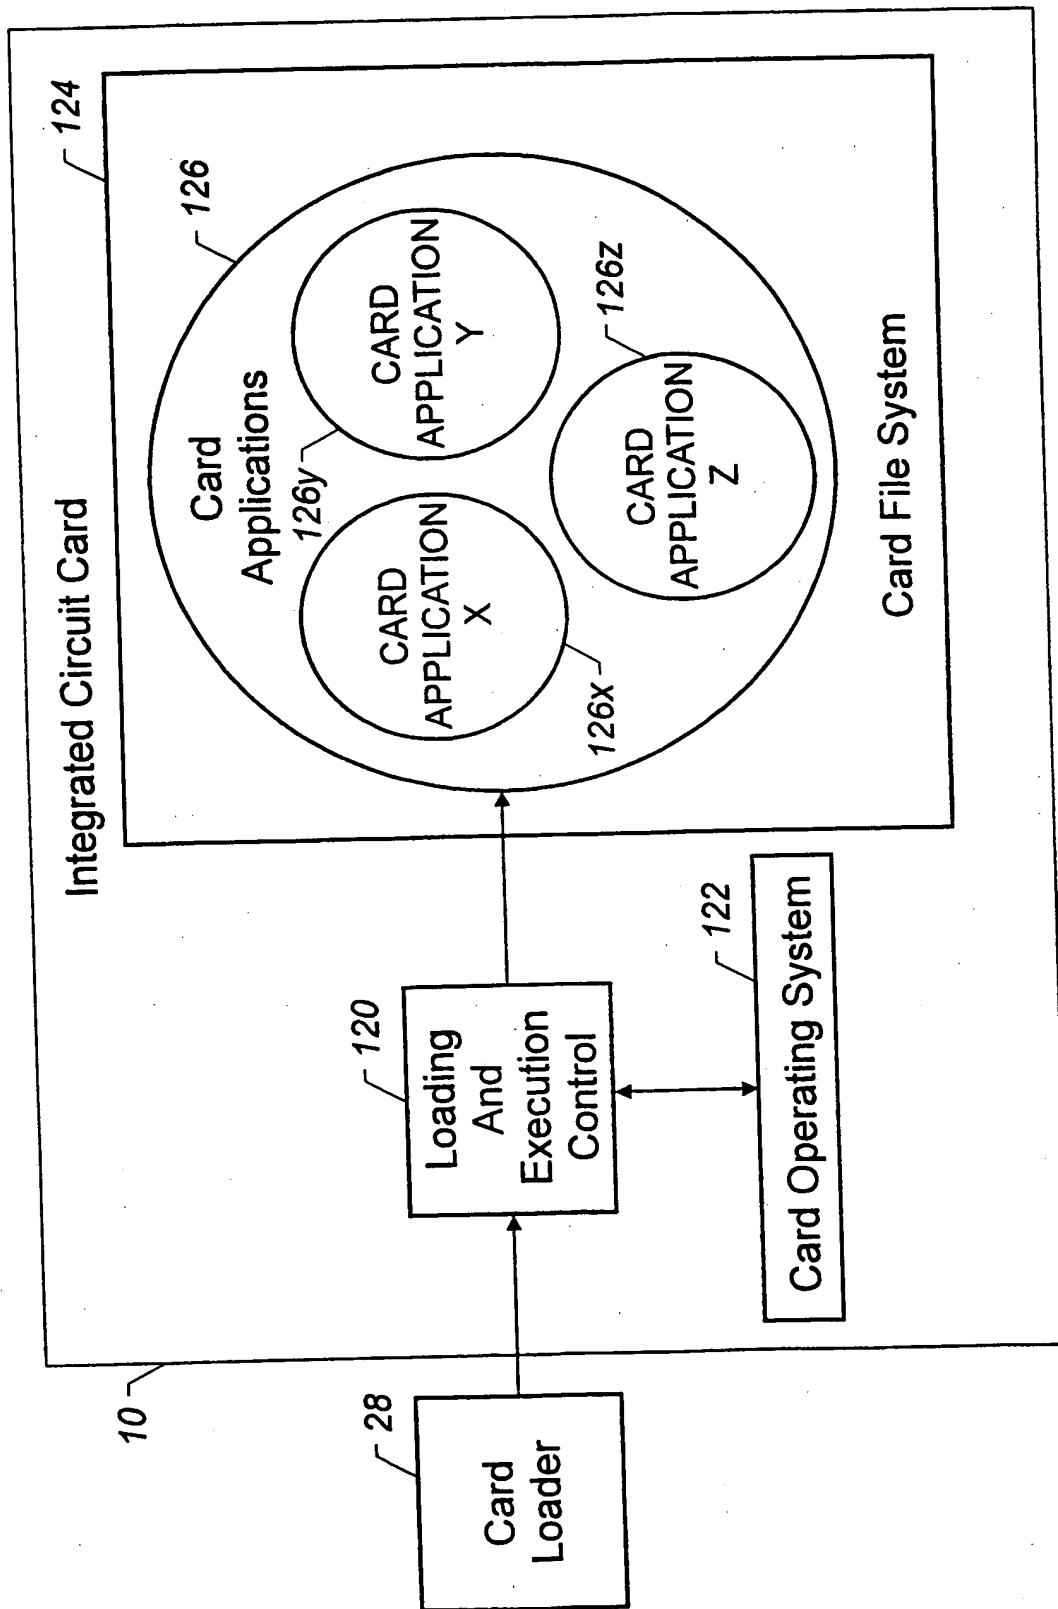 Integrated Circuit Card
124
126
Card
Applications
126y
CARD
APPLICATION
Y
CARD
APPLICATION
X
126x
126z
CARD
APPLICATION
Z
Card File System
120
Loading
And
Execution
Control
122
Card Operating System
10
28
Card
Loader